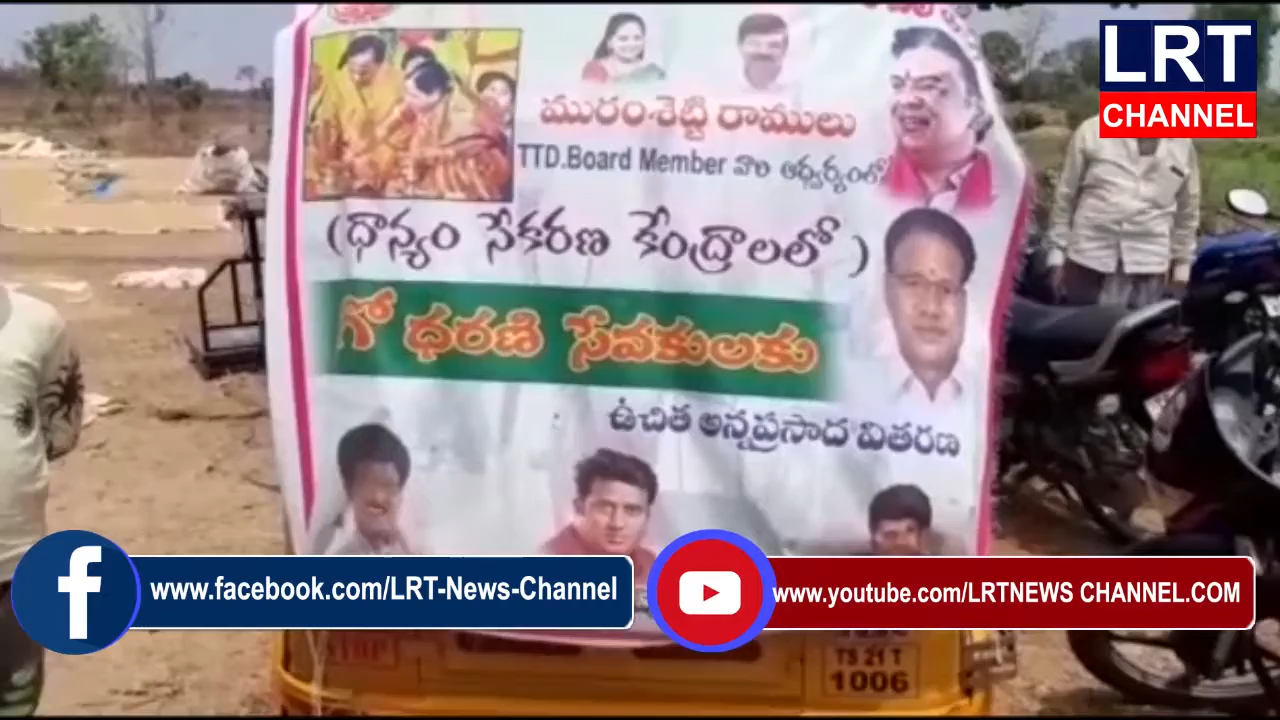 LRT
CHANNEL
మురంశెట్టి రాములు
TTD.Board Member వారి ఆధ్వర్యంలో
(ధాన్యం సేకరణ కేంద్రాలలో)
గో ధరణి సేవకులకు
ఉచిత అన్నప్రసాద వితరణ
www.facebook.com/LRT-News-Channel
www.youtube.com/LRTNEWS CHANNEL.COM
STOP
TS 21 T
1006